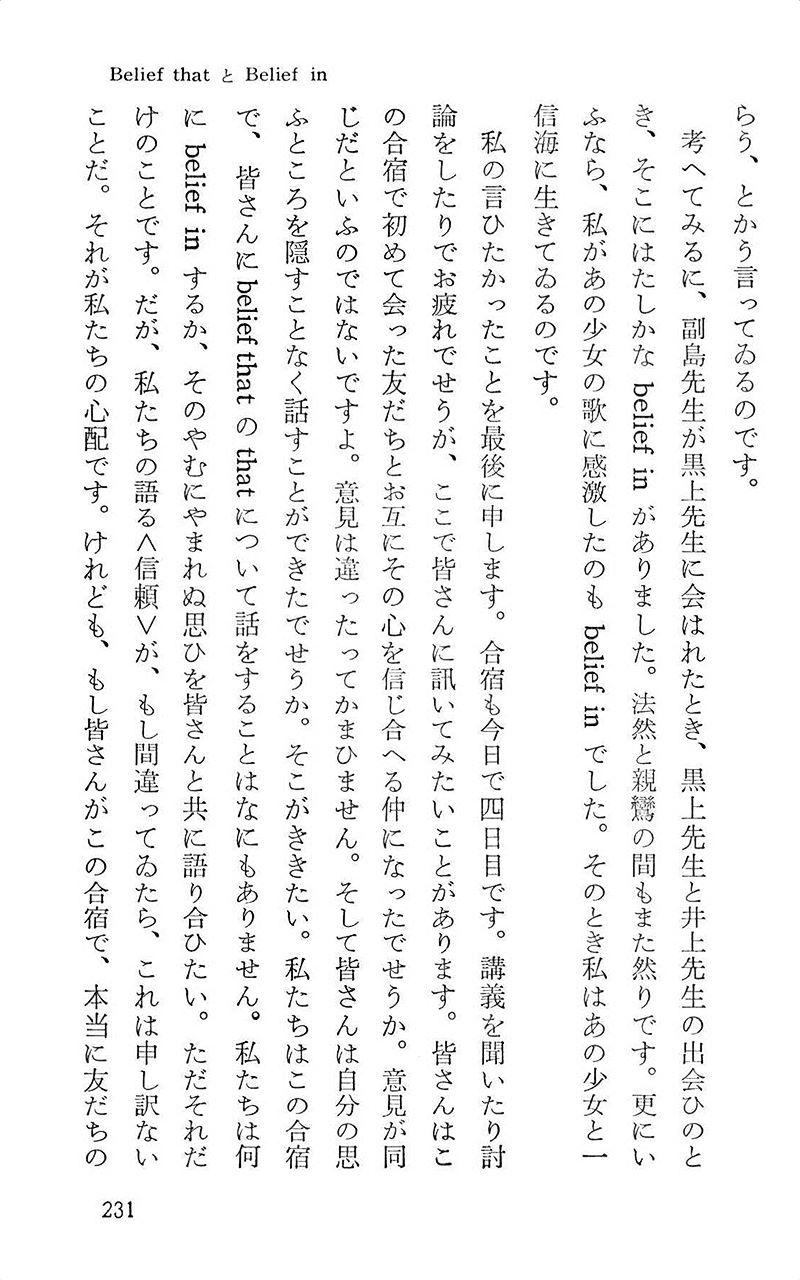 Belief that と Belief in
らう、とかう言ってゐるのです。
考へてみるに、副島先生が黒上先生に会はれたとき、黒上先生と井上先生の出会ひのと
き、そこにはたしかな belief in がありました。法然と親鸞の間もまた然りです。更にい
ふなら、私があの少女の歌に感激したのも belief in でした。そのとき私はあの少女と一
信海に生きてゐるのです。
私の言ひたかったことを最後に申します。合宿も今日で四日目です。講義を聞いたり討
論をしたりでお疲れでせうが、ここで皆さんに訊いてみたいことがあります。皆さんはこ
の合宿で初めて会った友だちとお互にその心を信じ合へる仲になったでせうか。意見が同
じだといふのではないですよ。意見は違ったってかまひません。そして皆さんは自分の思
ふところを隠すことなく話すことができたでせうか。そこがききたい。私たちはこの合宿
で、皆さんに belief that の that について話をすることはなにもありません。私たちは何
に belief in するか、そのやむにやまれぬ思ひを皆さんと共に語り合ひたい。ただそれだ
けのことです。だが、私たちの語る＜信頼＞が、もし間違ってゐたら、これは申し訳ない
ことだ。それが私たちの心配です。けれども、もし皆さんがこの合宿で、本当に友だちの
231